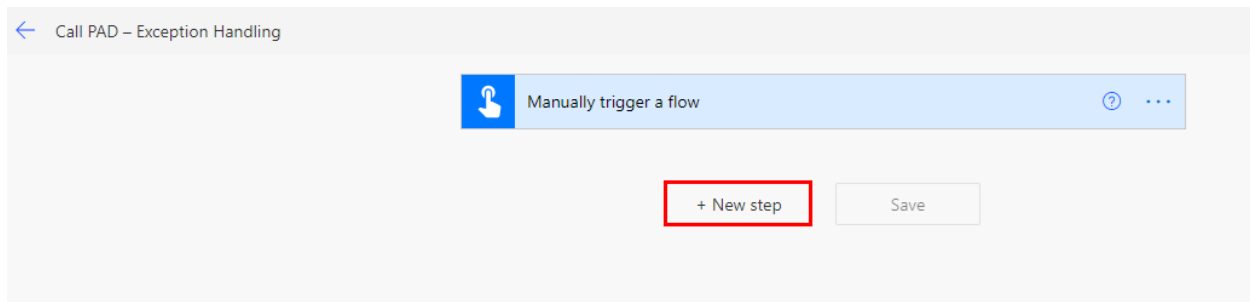 Call PAD – Exception Handling
Manually trigger a flow
+ New step
Save